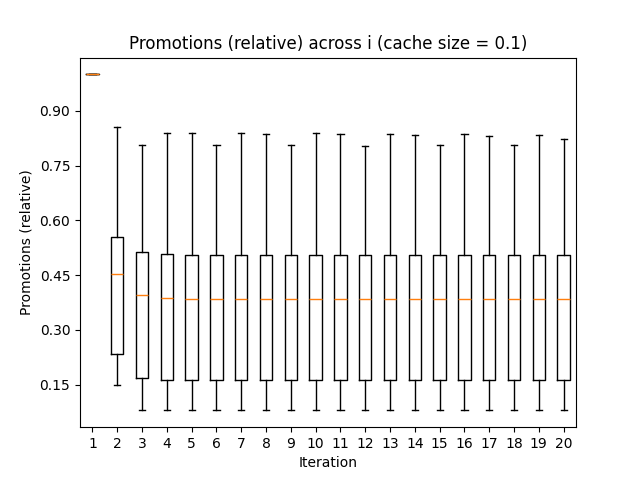 Promotions (relative) across i (cache size = 0.1)
Promotions (relative)
0.90
0.75
0.60
0.45
0.30
0.15
1 2 3 4 5 6 7 8 9 10 11 12 13 14 15 16 17 18 19 20
Iteration